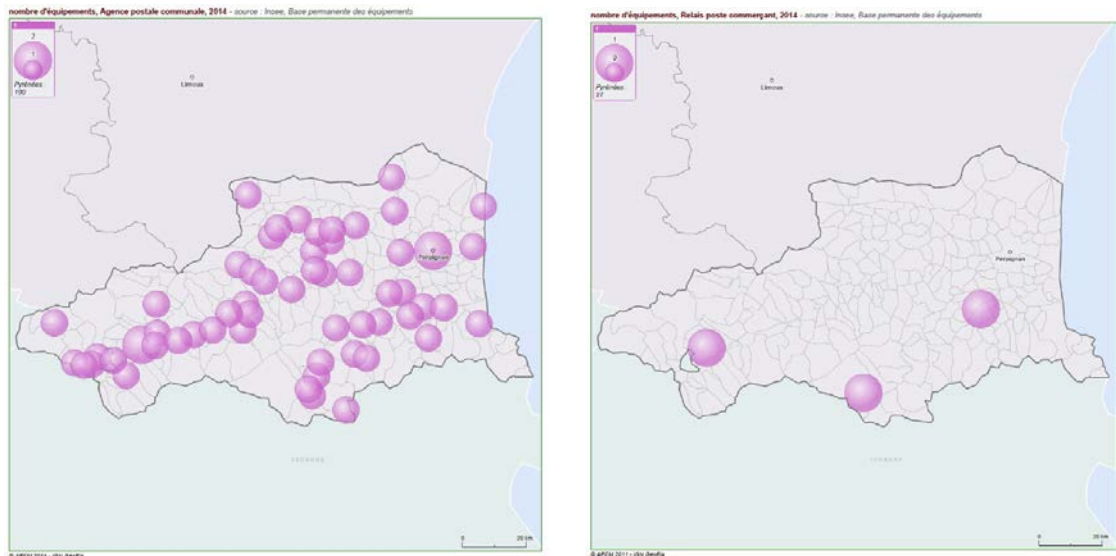 nombre d'équipements, Agence postale communale, 2014 - source : Insee, Base permanente des équipements
2
1
Pyrénées :
Limoux
Perpignan
20 km
nombre d'équipements, Relais poste commerçant, 2014 - source : Insee, Base permanente des équipements
1
Pyrénées :
Limoux
Perpignan
20 km